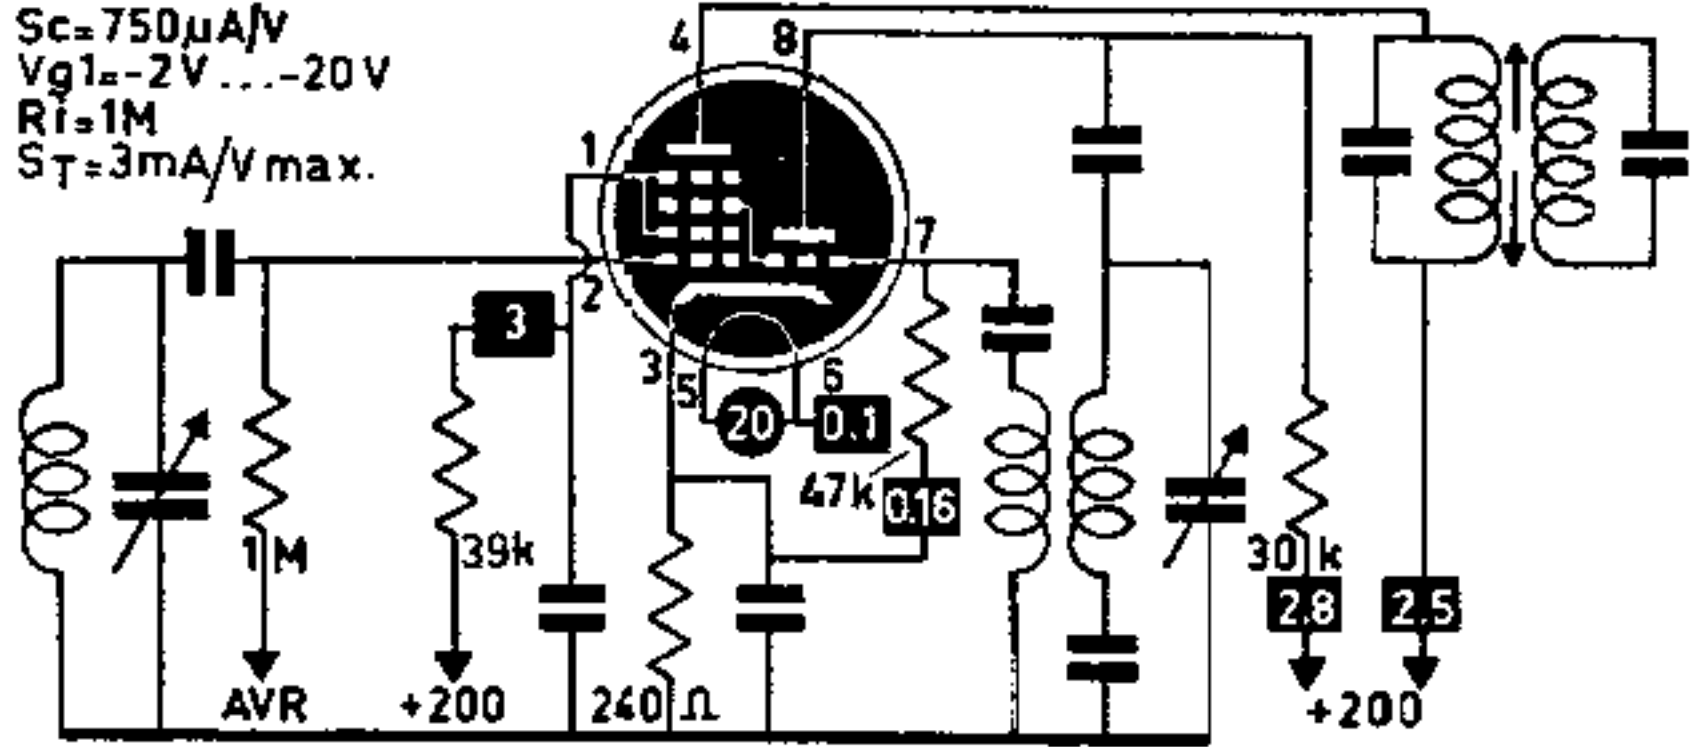 Sc=750µA/V
Vg1=-2V...-20V
Ri=1M
ST=3mA/Vmax.
4
8
1
7
2
3
3
5
6
20
0.1
47k
0.16
39k
1M
30k
2.8
2.5
AVR
+200
240Ω
+200